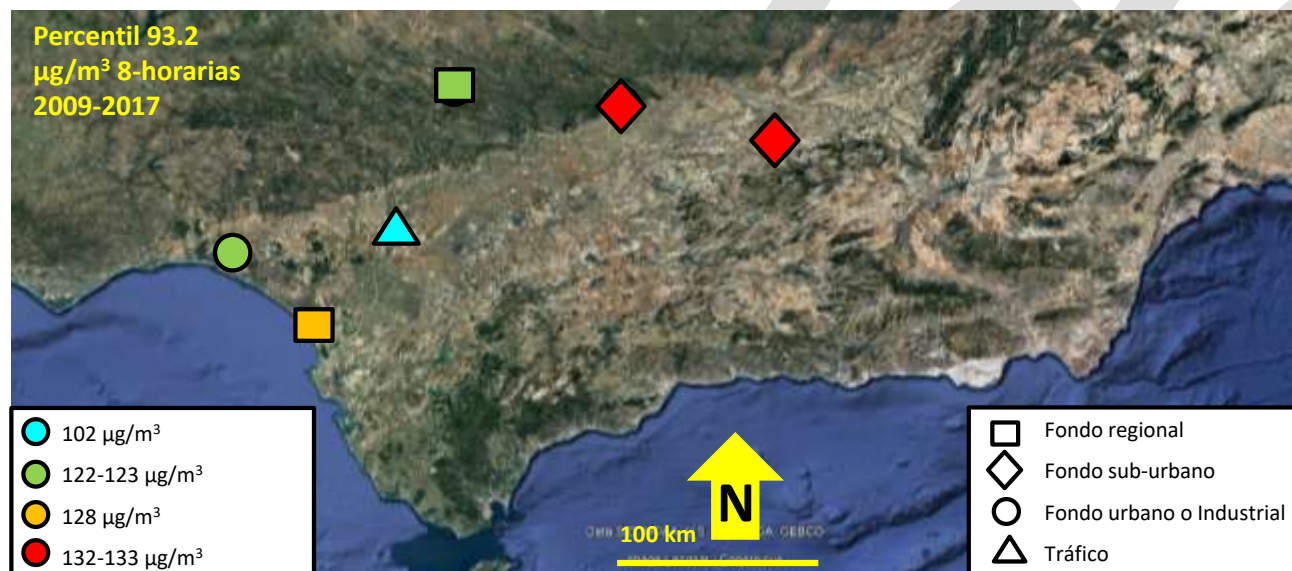 Percentil 93.2
µg/m³ 8-horarias
2009-2017
102 µg/m³
122-123 µg/m³
128 µg/m³
132-133 µg/m³
N
100 km
GEBCO
Fondo regional
Fondo sub-urbano
Fondo urbano o Industrial
Tráfico